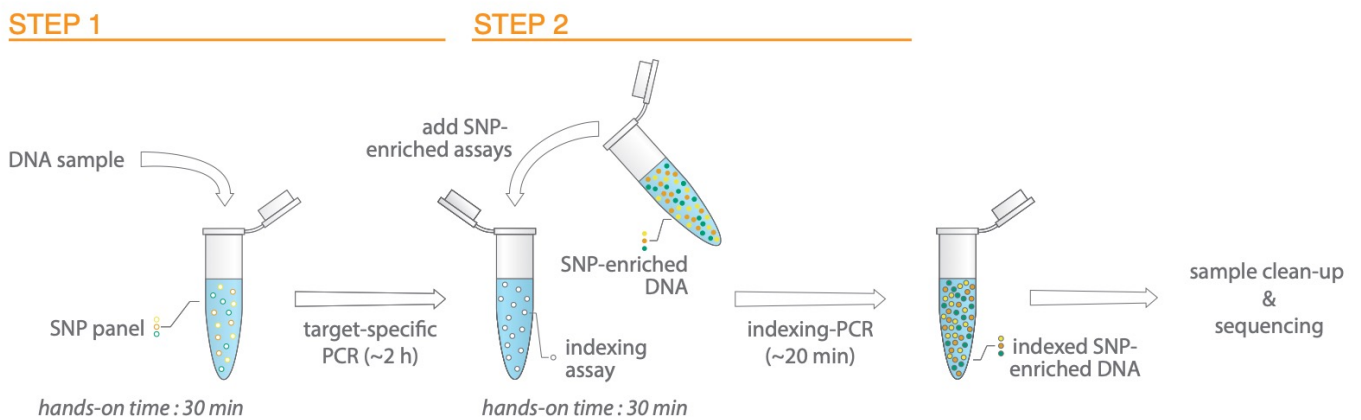 STEP 1
STEP 2
DNA sample
add SNP-
enriched assays
SNP panel
target-specific
PCR (~2 h)
SNP-enriched
DNA
indexing
assay
indexing-PCR
(~20 min)
indexed SNP-
enriched DNA
sample clean-up
&
sequencing
hands-on time : 30 min
hands-on time : 30 min